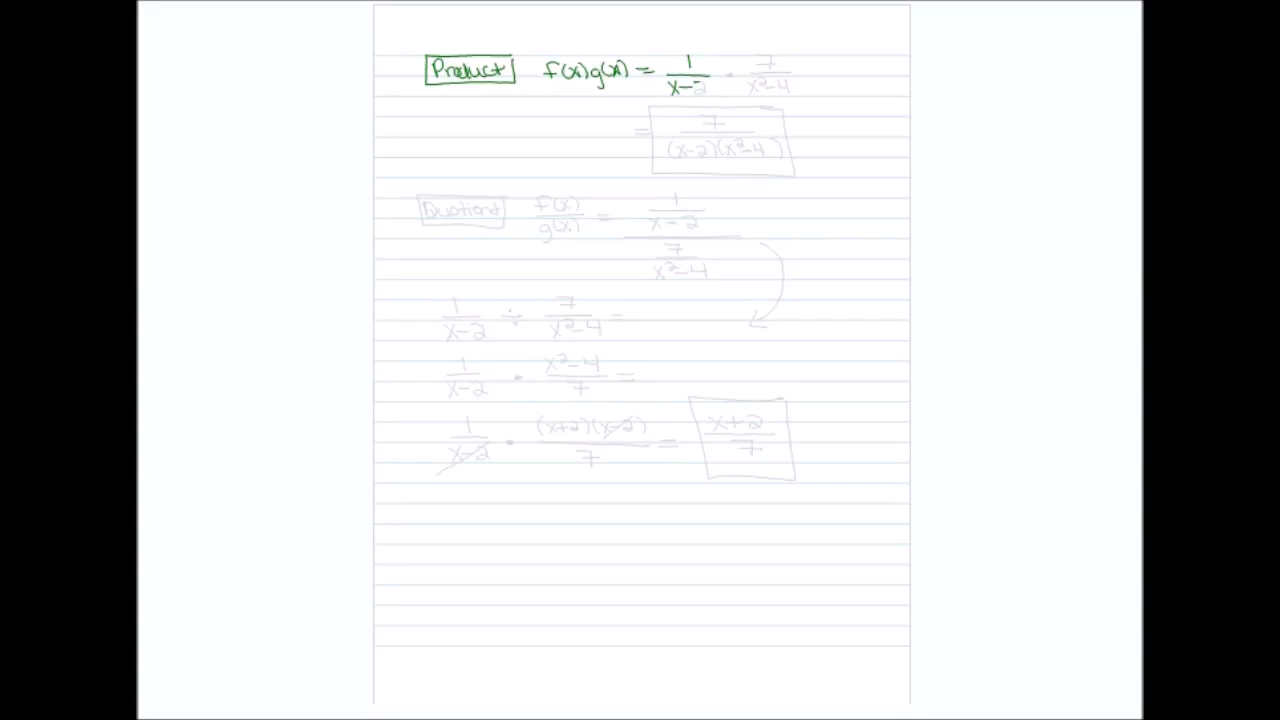 Product f(x)g(x) = 1/(x-2) · 7/(x²-4)
= 7/((x-2)(x²-4))
Quotient f(x)/g(x) = (1/(x-2))/(7/(x²-4))
1/(x-2) ÷ 7/(x²-4) =
1/(x-2) · (x²-4)/7 =
1/(x-2) · ((x+2)(x-2))/7 = (x+2)/7